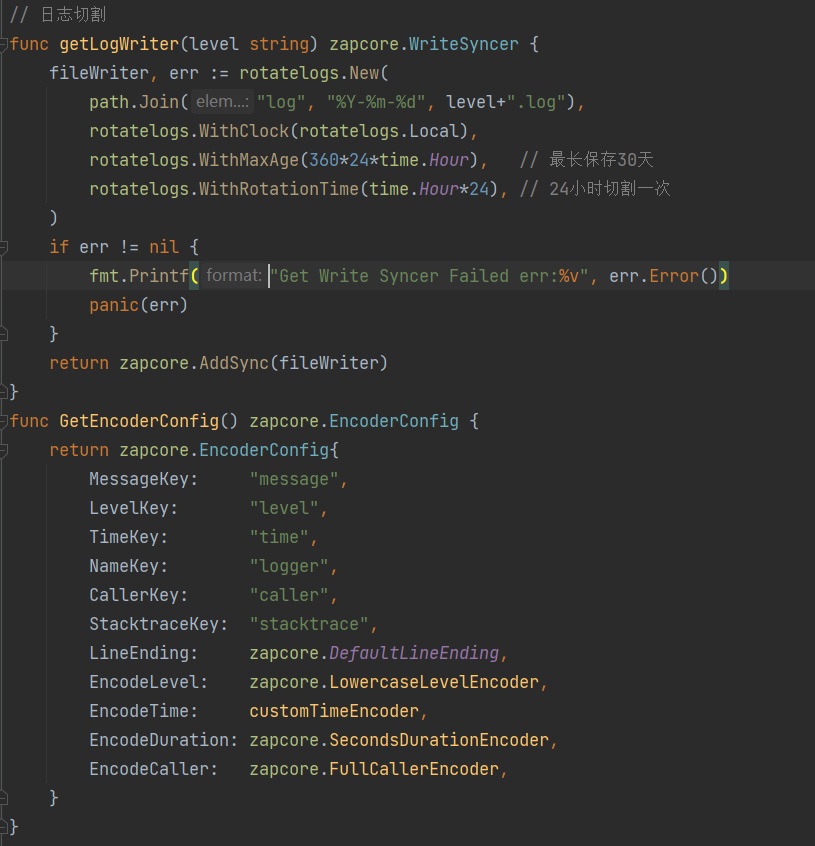 // 日志切割
func getLogWriter(level string) zapcore.WriteSyncer {
    fileWriter, err := rotatelogs.New(
        path.Join( elem...: "log", "%Y-%m-%d", level+".log"),
        rotatelogs.WithClock(rotatelogs.Local),
        rotatelogs.WithMaxAge(360*24*time.Hour),   // 最长保存30天
        rotatelogs.WithRotationTime(time.Hour*24), // 24小时切割一次
    )
    if err != nil {
        fmt.Printf( format: "Get Write Syncer Failed err:%v", err.Error())
        panic(err)
    }
    return zapcore.AddSync(fileWriter)
}
func GetEncoderConfig() zapcore.EncoderConfig {
    return zapcore.EncoderConfig{
        MessageKey:     "message",
        LevelKey:       "level",
        TimeKey:        "time",
        NameKey:        "logger",
        CallerKey:      "caller",
        StacktraceKey:  "stacktrace",
        LineEnding:     zapcore.DefaultLineEnding,
        EncodeLevel:    zapcore.LowercaseLevelEncoder,
        EncodeTime:     customTimeEncoder,
        EncodeDuration: zapcore.SecondsDurationEncoder,
        EncodeCaller:   zapcore.FullCallerEncoder,
    }
}